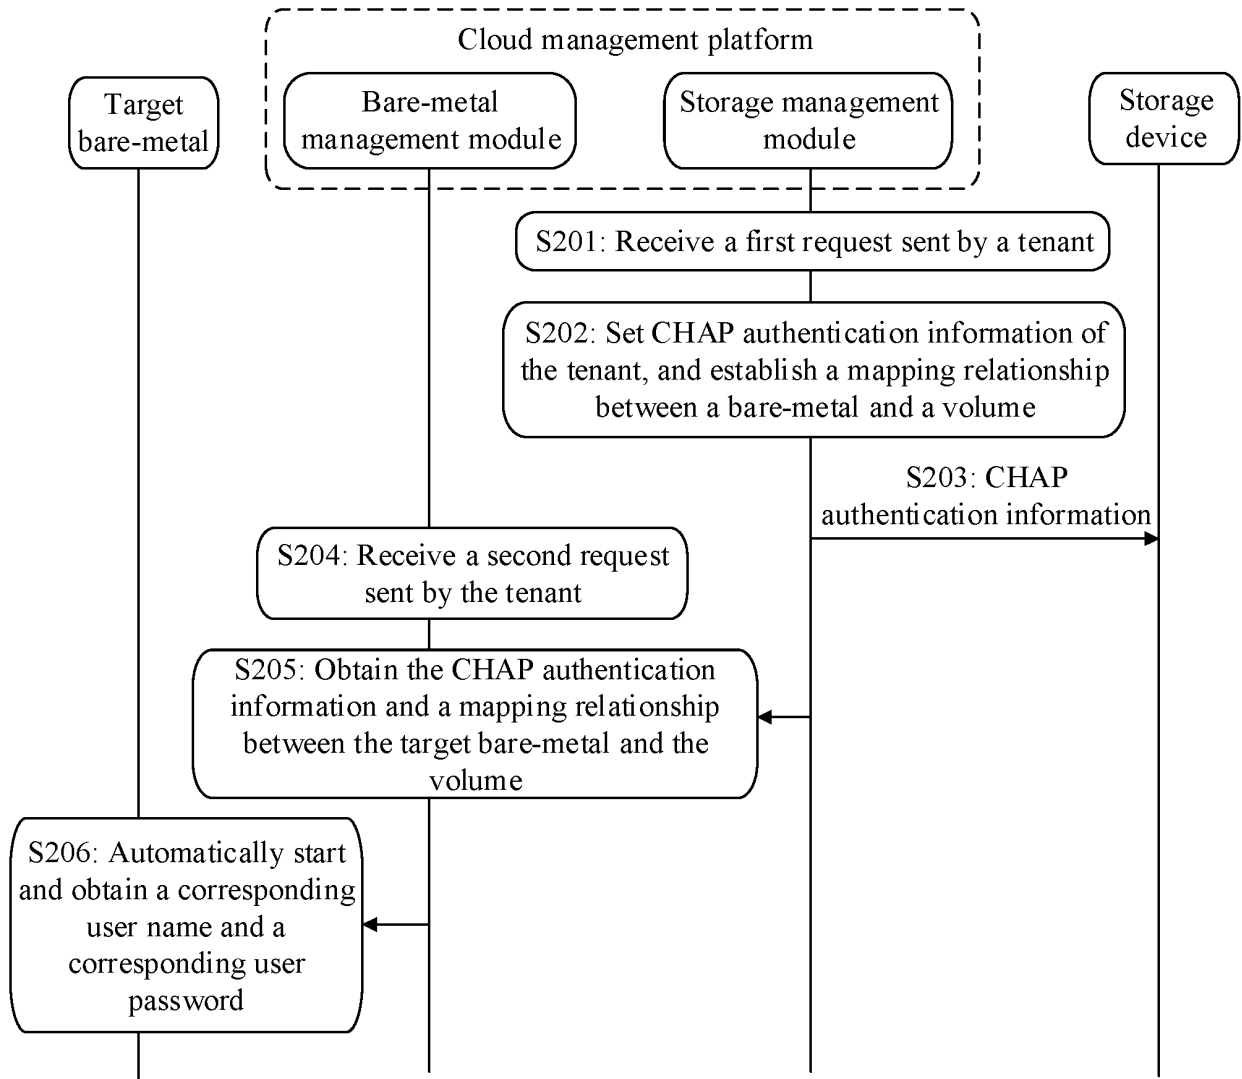 Cloud management platform
Target
bare-metal
Bare-metal
management module
Storage management
module
Storage
device
S201: Receive a first request sent by a tenant
S202: Set CHAP authentication information of
the tenant, and establish a mapping relationship
between a bare-metal and a volume
S203: CHAP
authentication information
S204: Receive a second request
sent by the tenant
S205: Obtain the CHAP authentication
information and a mapping relationship
between the target bare-metal and the
volume
S206: Automatically start
and obtain a corresponding
user name and a
corresponding user
password